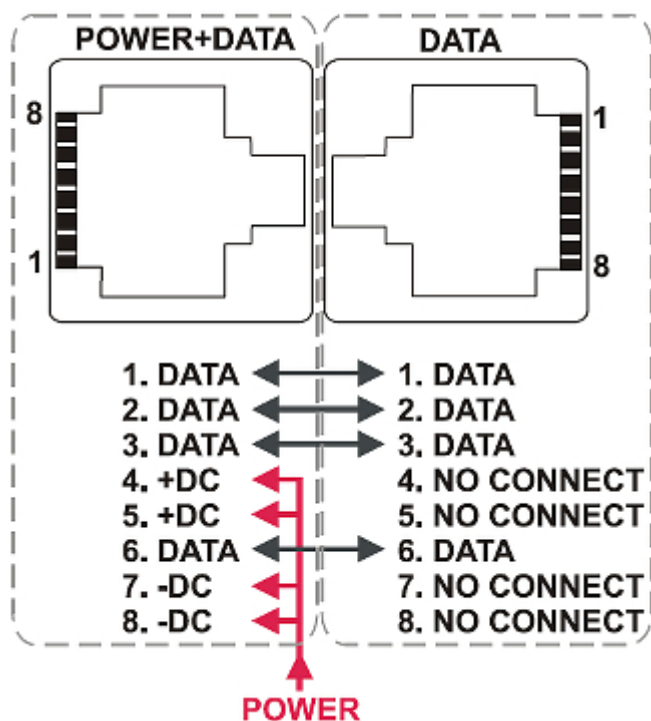 POWER+DATA
DATA
8
1
1
8
1. DATA 1. DATA
2. DATA 2. DATA
3. DATA 3. DATA
4. +DC 4. NO CONNECT
5. +DC 5. NO CONNECT
6. DATA 6. DATA
7. -DC 7. NO CONNECT
8. -DC 8. NO CONNECT
POWER